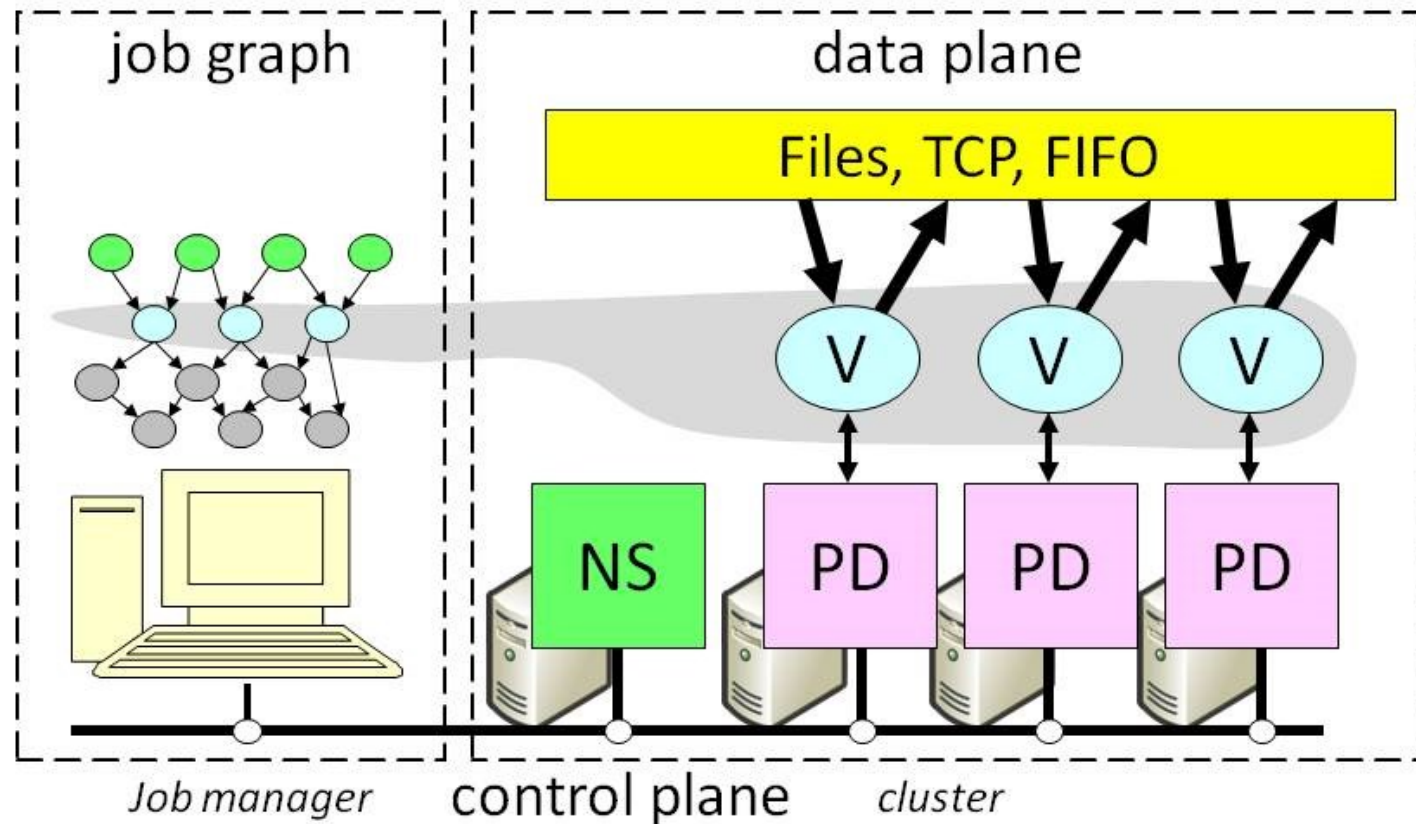 job graph
data plane
Files, TCP, FIFO
V
V
V
NS
PD
PD
PD
Job manager
control plane
cluster